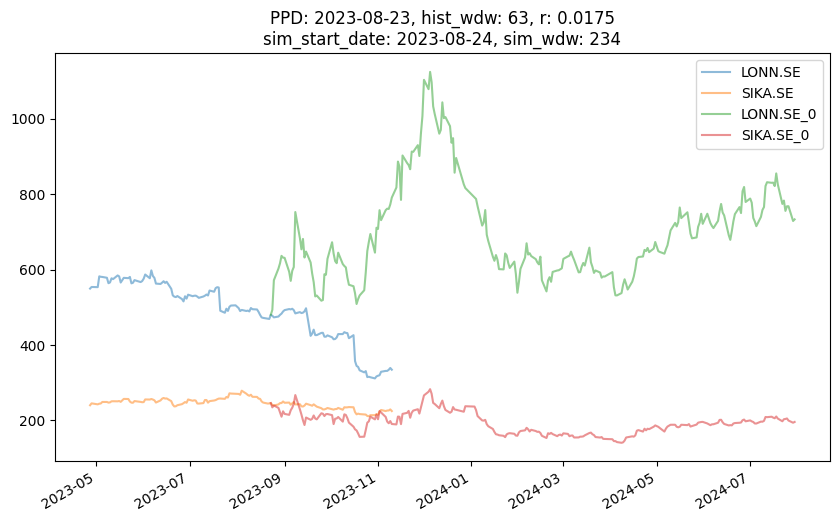 PPD: 2023-08-23, hist_wdw: 63, r: 0.0175
sim_start_date: 2023-08-24, sim_wdw: 234
LONN.SE
SIKA.SE
LONN.SE_0
SIKA.SE_0
1000
800
600
400
200
2023-05
2023-07
2023-09
2023-11
2024-01
2024-03
2024-05
2024-07